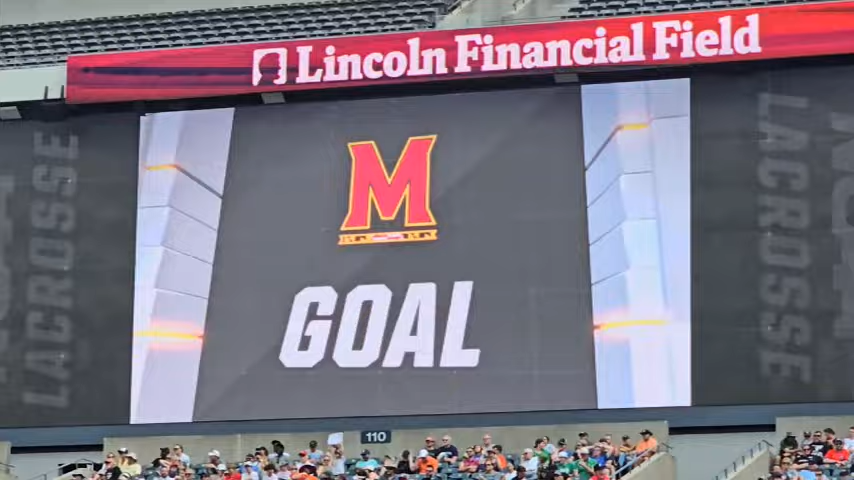 Lincoln Financial Field
M
GOAL
LACROSSE
LACROSSE
110